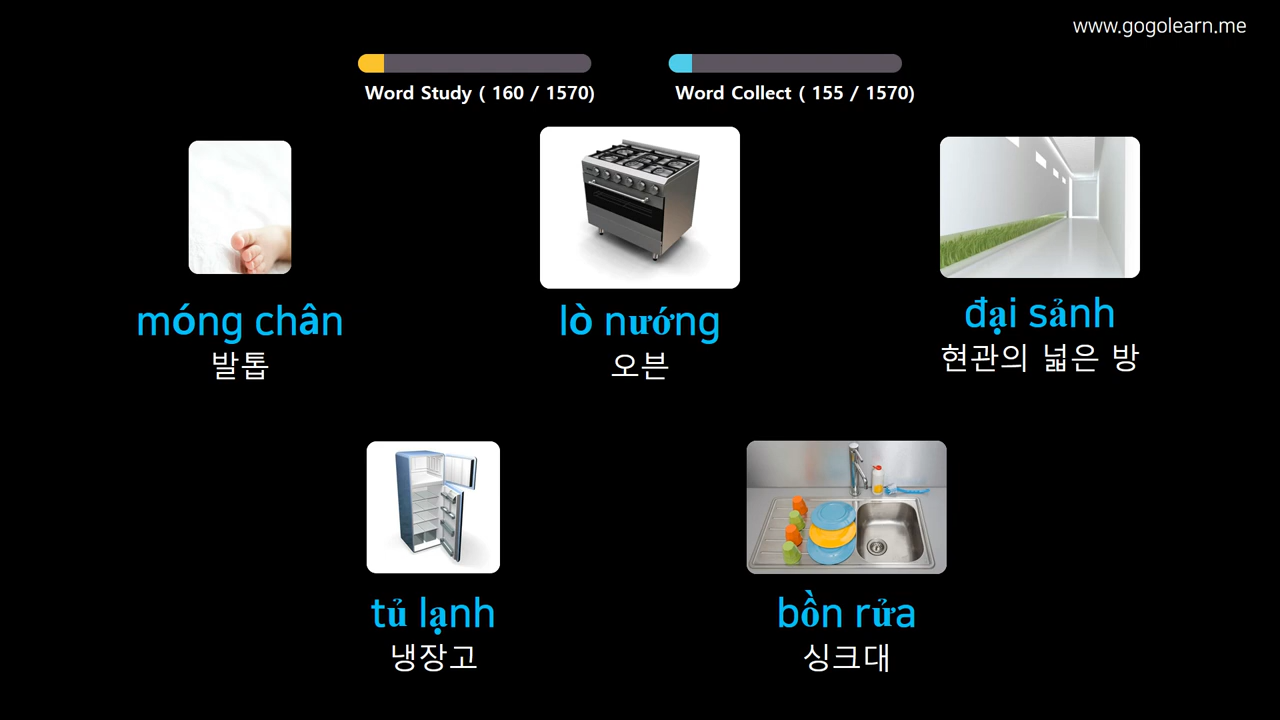 www.gogolearn.me
Word Study ( 160 / 1570)
Word Collect ( 155 / 1570)
móng chân
발톱
lò nướng
오븐
đại sảnh
현관의 넓은 방
tủ lạnh
냉장고
bồn rửa
싱크대